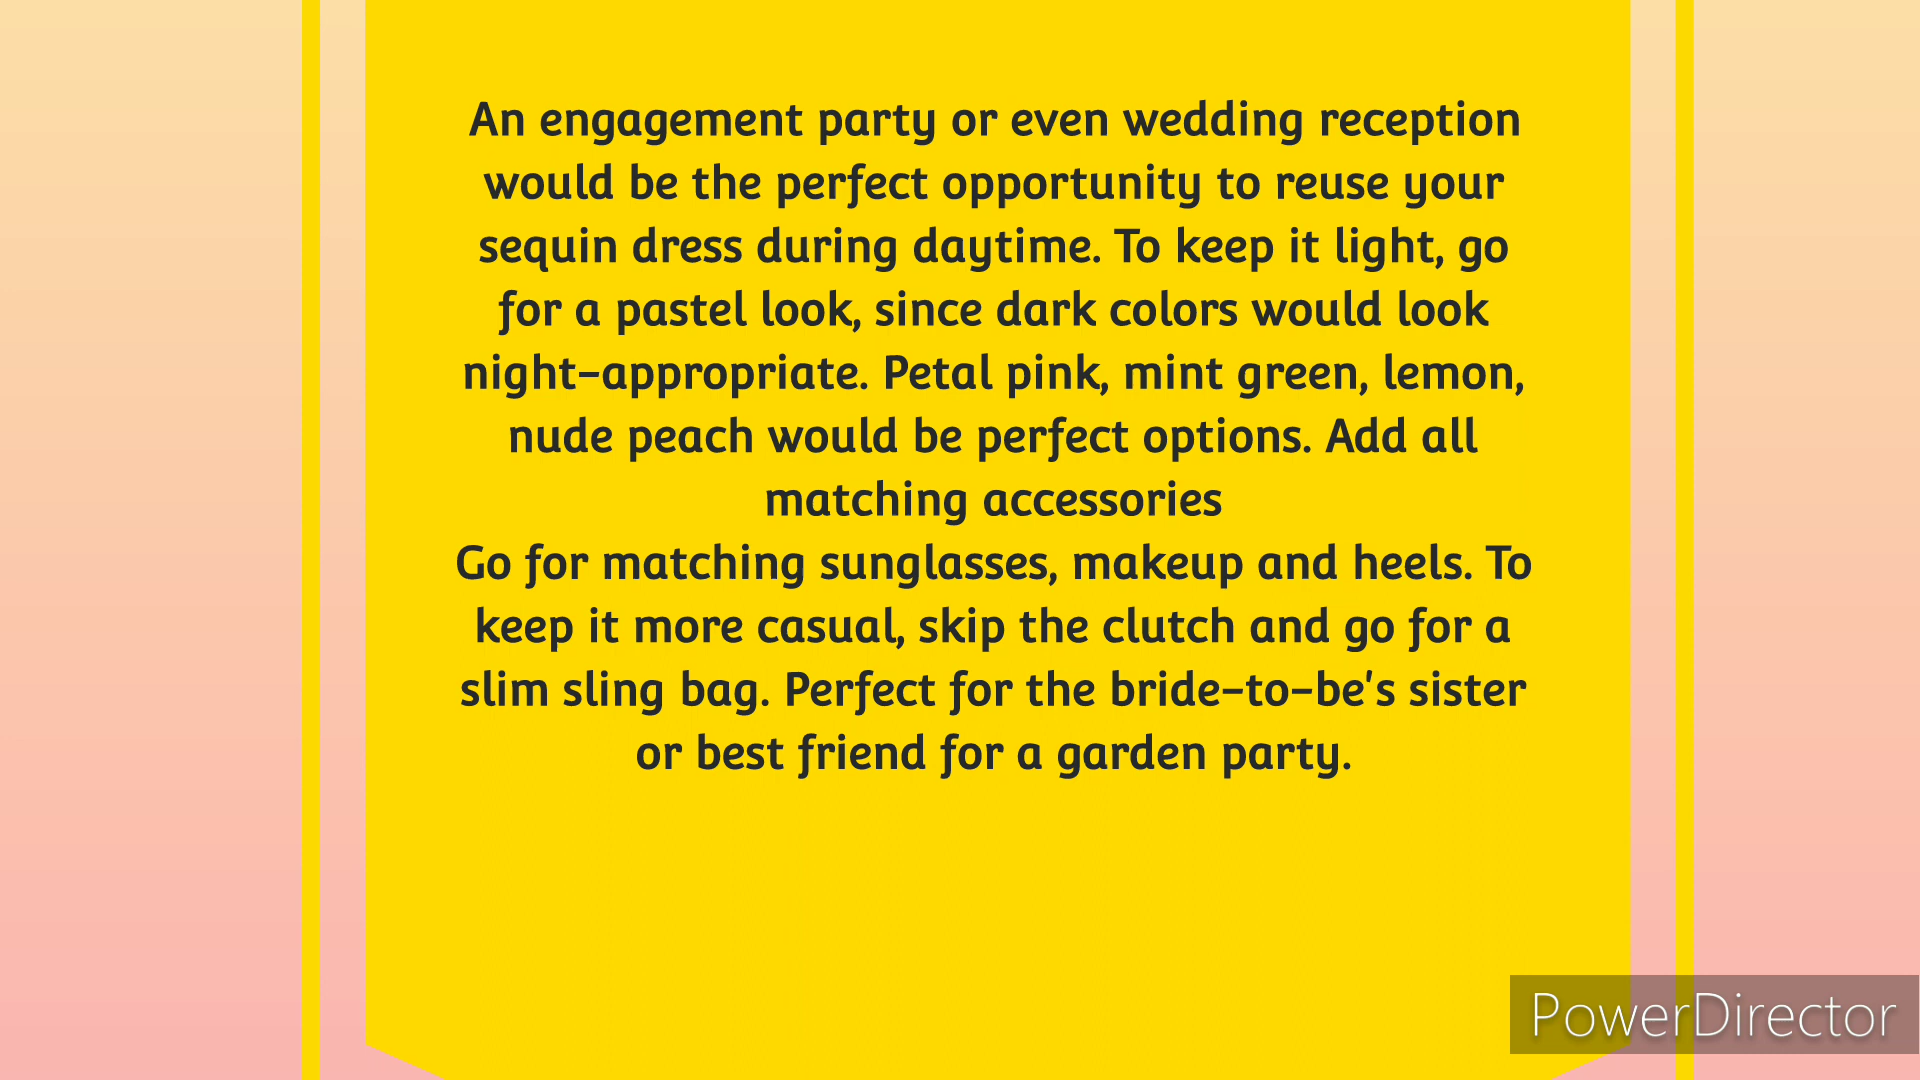 An engagement party or even wedding reception
would be the perfect opportunity to reuse your
sequin dress during daytime. To keep it light, go
for a pastel look, since dark colors would look
night-appropriate. Petal pink, mint green, lemon,
nude peach would be perfect options. Add all
matching accessories
Go for matching sunglasses, makeup and heels. To
keep it more casual, skip the clutch and go for a
slim sling bag. Perfect for the bride-to-be's sister
or best friend for a garden party.
PowerDirector